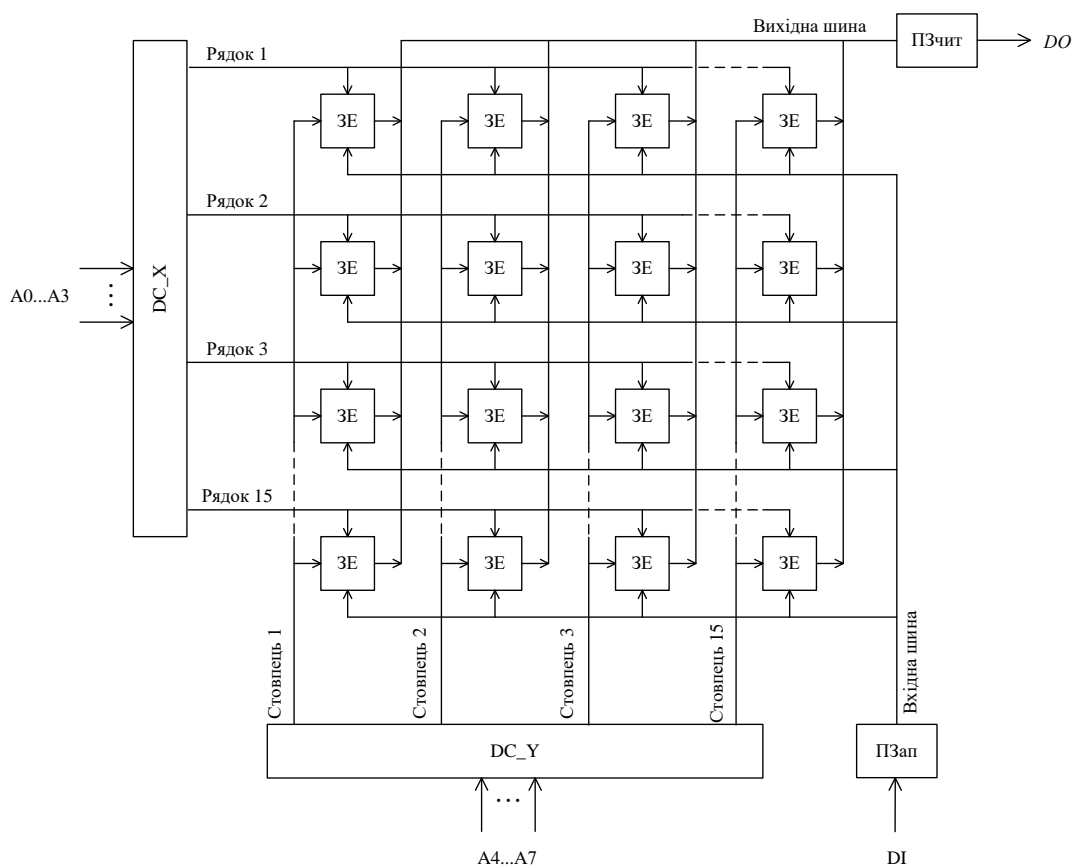 Вихідна шина
ПЗчит
DO
Рядок 1
ЗЕ
ЗЕ
ЗЕ
ЗЕ
Рядок 2
ЗЕ
ЗЕ
ЗЕ
ЗЕ
DC_X
A0...A3
...
Рядок 3
ЗЕ
ЗЕ
ЗЕ
ЗЕ
Рядок 15
ЗЕ
ЗЕ
ЗЕ
ЗЕ
Стовпець 1
Стовпець 2
Стовпець 3
Стовпець 15
Вхідна шина
DC_Y
ПЗап
...
A4...A7
DI